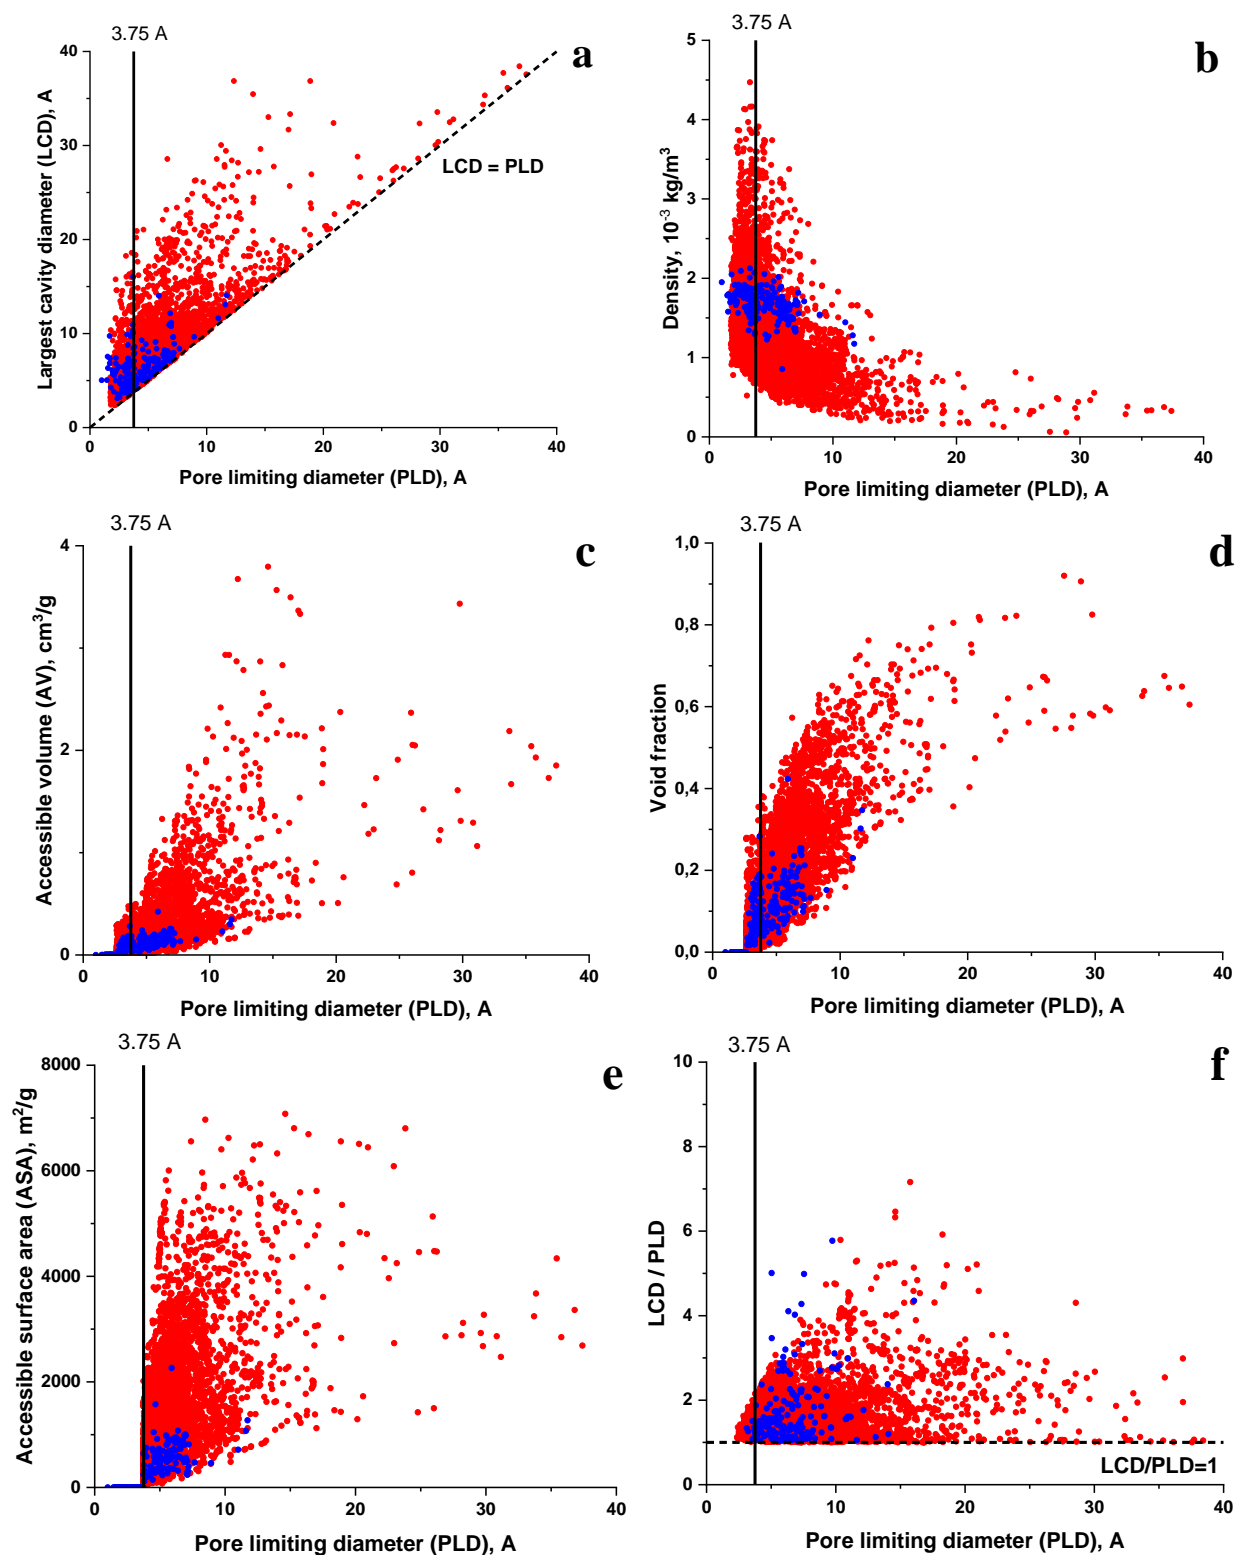 3.75 A
a
40
30
20
10
0
Largest cavity diameter (LCD), A
LCD = PLD
0 10 20 30 40
Pore limiting diameter (PLD), A
3.75 A
b
5
4
3
2
1
0
Density, 10⁻³ kg/m³
0 10 20 30 40
Pore limiting diameter (PLD), A
3.75 A
c
4
2
0
Accessible volume (AV), cm³/g
0 10 20 30 40
Pore limiting diameter (PLD), A
3.75 A
d
1,0
0,8
0,6
0,4
0,2
0,0
Void fraction
0 10 20 30 40
Pore limiting diameter (PLD), A
3.75 A
e
8000
6000
4000
2000
0
Accessible surface area (ASA), m²/g
0 10 20 30 40
Pore limiting diameter (PLD), A
3.75 A
f
10
8
6
4
2
0
LCD / PLD
LCD/PLD=1
0 10 20 30 40
Pore limiting diameter (PLD), A